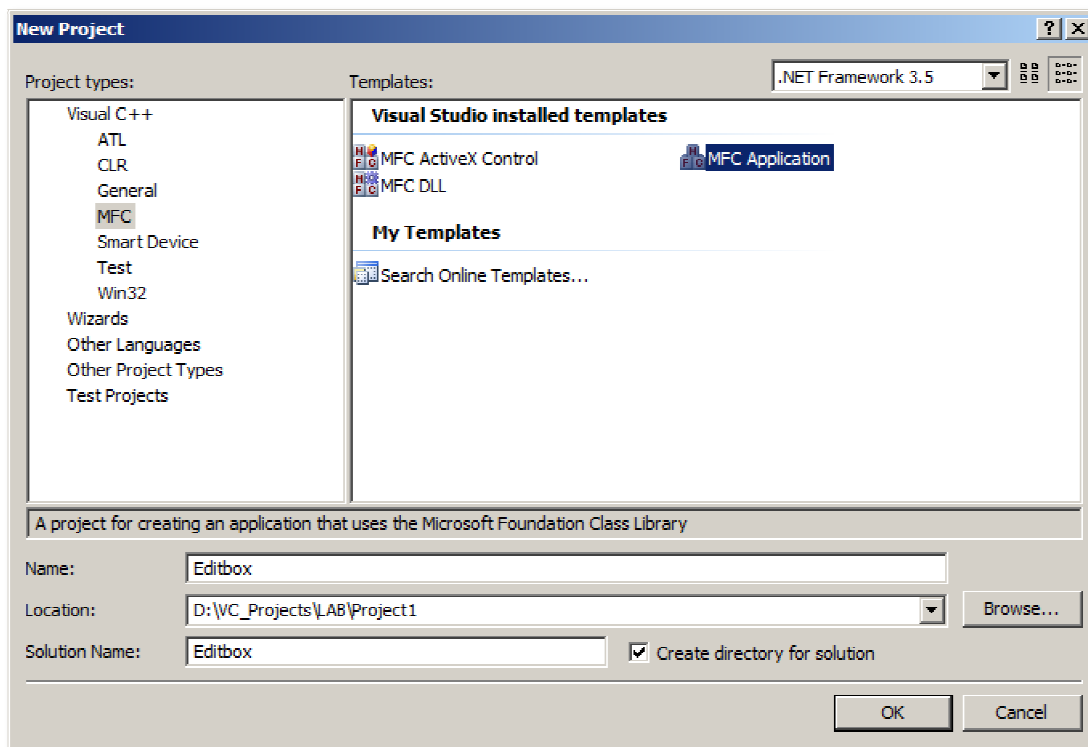 New Project
Project types:
Templates:
.NET Framework 3.5
Visual C++
ATL
CLR
General
MFC
Smart Device
Test
Win32
Wizards
Other Languages
Other Project Types
Test Projects
Visual Studio installed templates
MFC ActiveX Control
MFC Application
MFC DLL
My Templates
Search Online Templates...
A project for creating an application that uses the Microsoft Foundation Class Library
Name:
Editbox
Location:
D:\VC_Projects\LAB\Project1
Browse...
Solution Name:
Editbox
Create directory for solution
OK
Cancel